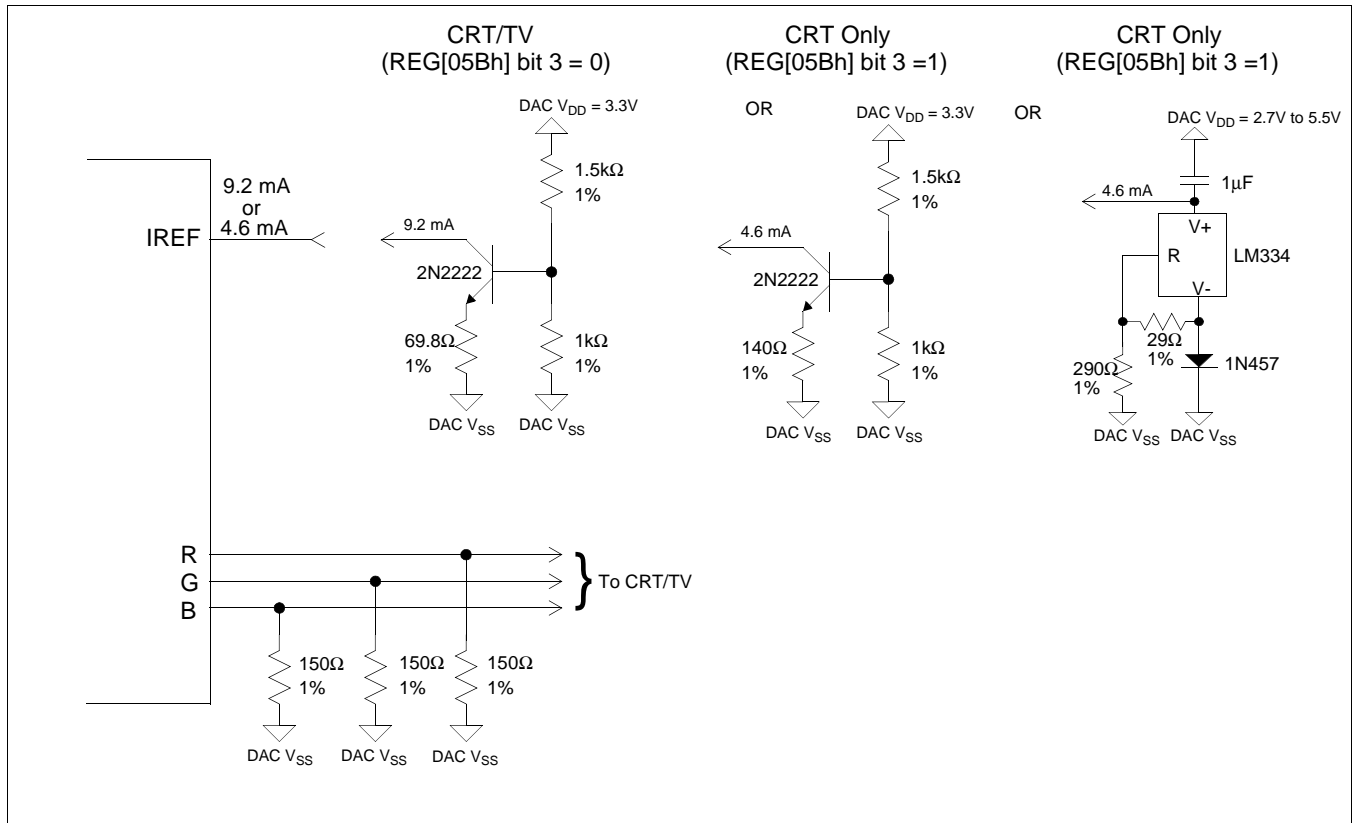 CRT/TV
(REG[05Bh] bit 3 = 0)
CRT Only
(REG[05Bh] bit 3 =1)
CRT Only
(REG[05Bh] bit 3 =1)
OR
OR
DAC VDD = 3.3V
1.5kΩ
1%
9.2 mA
2N2222
69.8Ω
1%
1kΩ
1%
DAC VSS
DAC VSS
DAC VDD = 3.3V
1.5kΩ
1%
4.6 mA
2N2222
140Ω
1%
1kΩ
1%
DAC VSS
DAC VSS
DAC VDD = 2.7V to 5.5V
1μF
4.6 mA
V+
R
LM334
V-
29Ω
1%
290Ω
1%
1N457
DAC VSS
DAC VSS
9.2 mA
or
4.6 mA
IREF
R
G
B
} To CRT/TV
150Ω
1%
150Ω
1%
150Ω
1%
DAC VSS
DAC VSS
DAC VSS